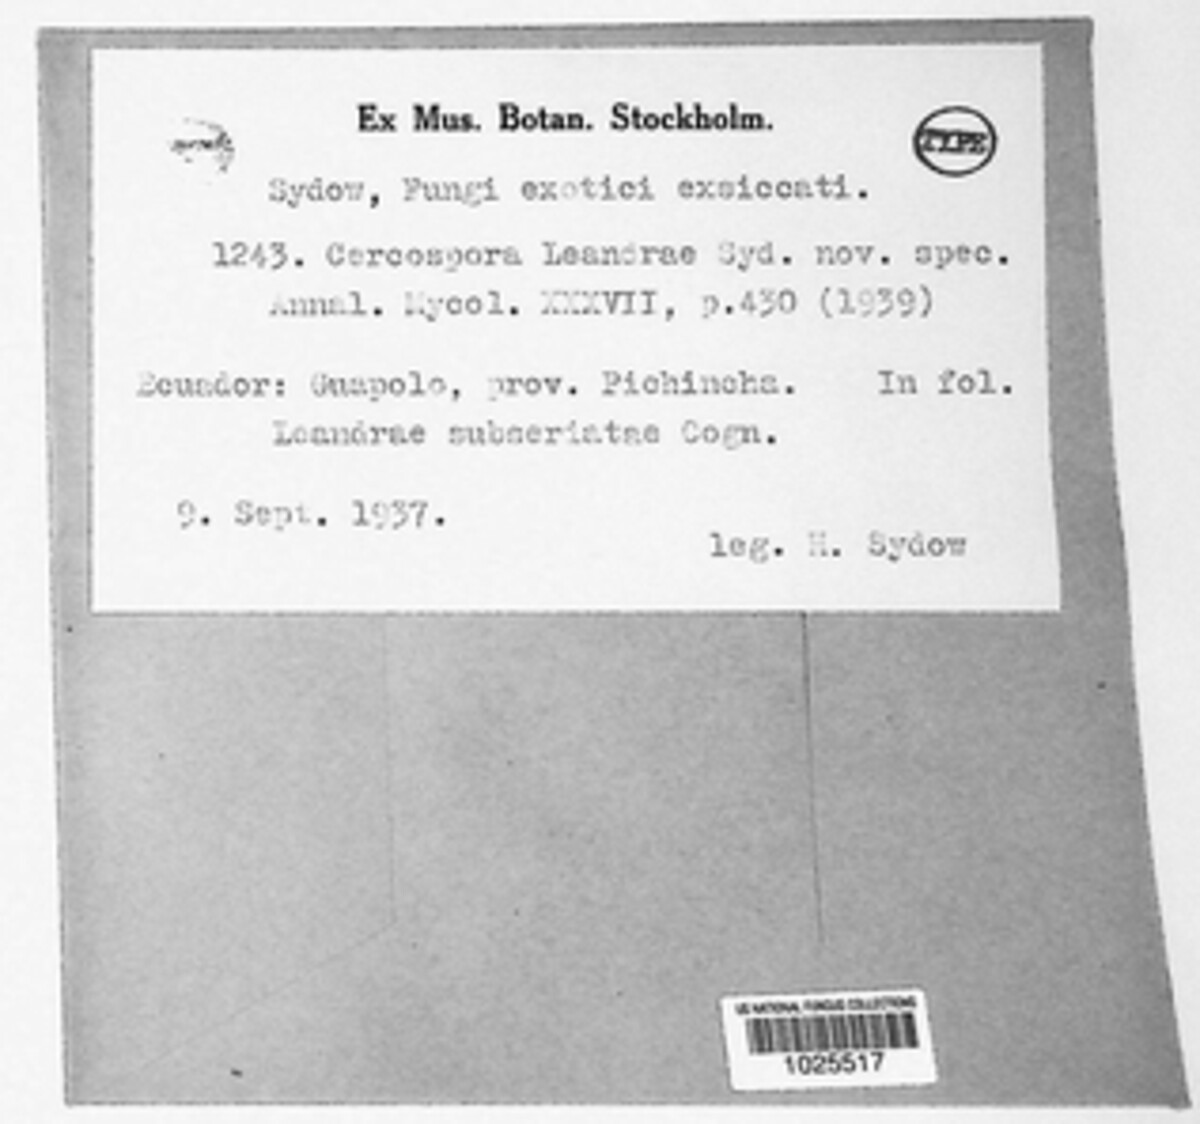 Ex Mus. Botan. Stockholm.
TYPE
Sydow, Fungi exotici exsiccati.
1243. Cercospora Leandrae Syd. nov. spec.
Annal. Mycol. XXXVII, p.430 (1939)
Ecuador: Guapolo, prov. Pichincha. In fol.
Leandrae subseriatae Cogn.
9. Sept. 1937.
leg. H. Sydow
US NATIONAL FUNGUS COLLECTIONS
1025517